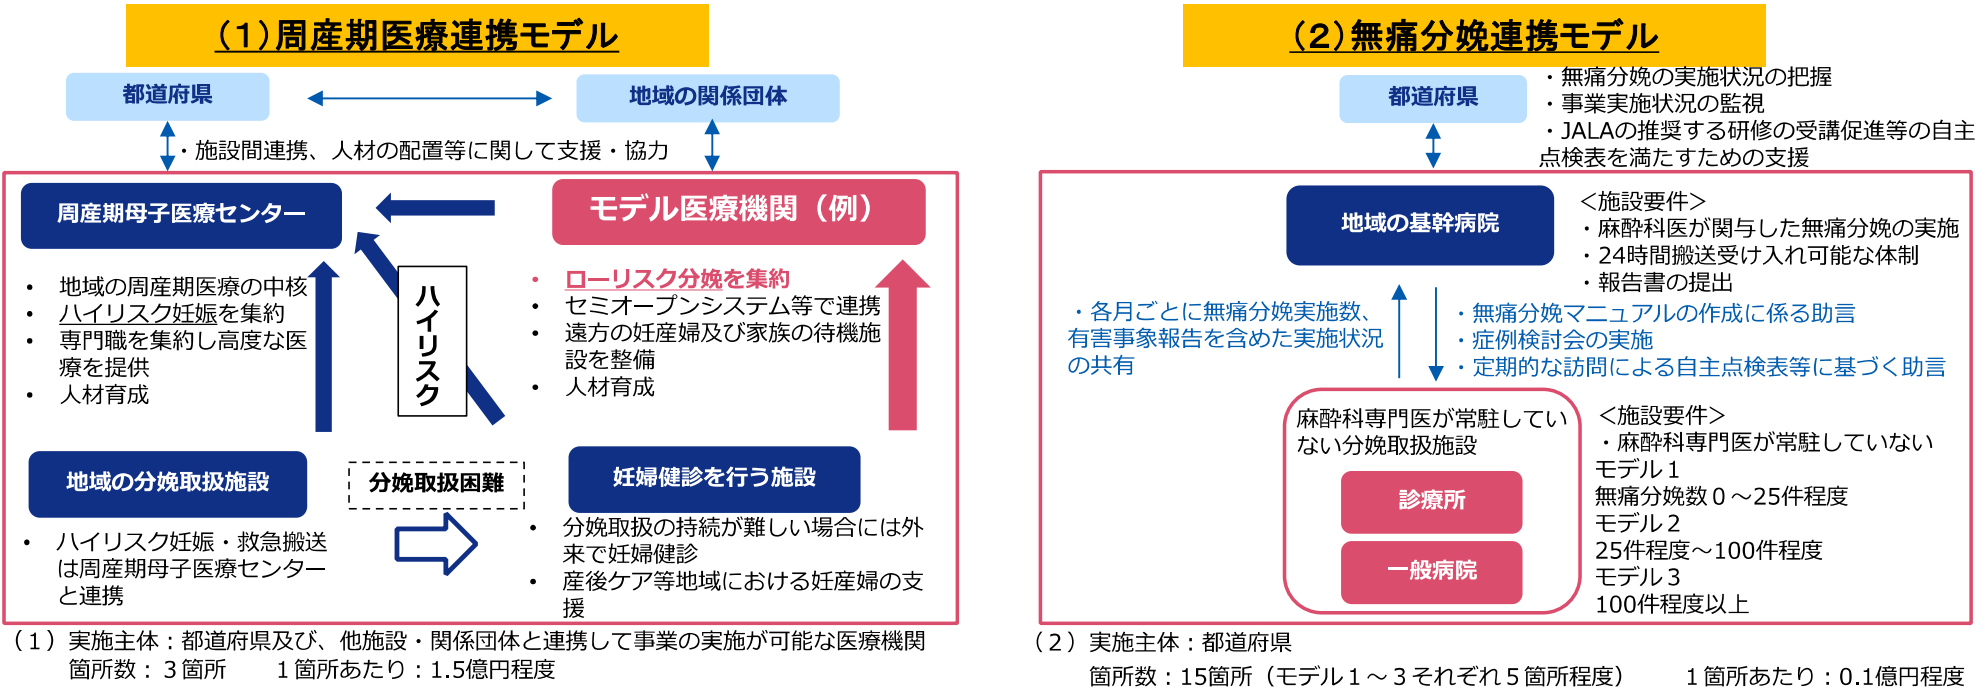 （１）周産期医療連携モデル
都道府県
地域の関係団体
・施設間連携、人材の配置等に関して支援・協力
周産期母子医療センター
モデル医療機関（例）
• 地域の周産期医療の中核
• ハイリスク妊娠を集約
• 専門職を集約し高度な医
療を提供
• 人材育成
ハイリスク
• ローリスク分娩を集約
• セミオープンシステム等で連携
• 遠方の妊産婦及び家族の待機施
設を整備
• 人材育成
地域の分娩取扱施設
分娩取扱困難
妊婦健診を行う施設
• ハイリスク妊娠・救急搬送
は周産期母子医療センター
と連携
• 分娩取扱の持続が難しい場合には外
来で妊婦健診
• 産後ケア等地域における妊産婦の支
援
（１）実施主体：都道府県及び、他施設・関係団体と連携して事業の実施が可能な医療機関
箇所数：３箇所　　１箇所あたり：1.5億円程度
（２）無痛分娩連携モデル
都道府県
・無痛分娩の実施状況の把握
・事業実施状況の監視
・JALAの推奨する研修の受講促進等の自主
点検表を満たすための支援
地域の基幹病院
＜施設要件＞
・麻酔科医が関与した無痛分娩の実施
・24時間搬送受け入れ可能な体制
・報告書の提出
・各月ごとに無痛分娩実施数、
有害事象報告を含めた実施状況
の共有
・無痛分娩マニュアルの作成に係る助言
・症例検討会の実施
・定期的な訪問による自主点検表等に基づく助言
麻酔科専門医が常駐してい
ない分娩取扱施設
診療所
一般病院
＜施設要件＞
・麻酔科専門医が常駐していない
モデル１
無痛分娩数０～25件程度
モデル２
25件程度～100件程度
モデル３
100件程度以上
（２）実施主体：都道府県
箇所数：15箇所（モデル１～３それぞれ５箇所程度）　　１箇所あたり：0.1億円程度